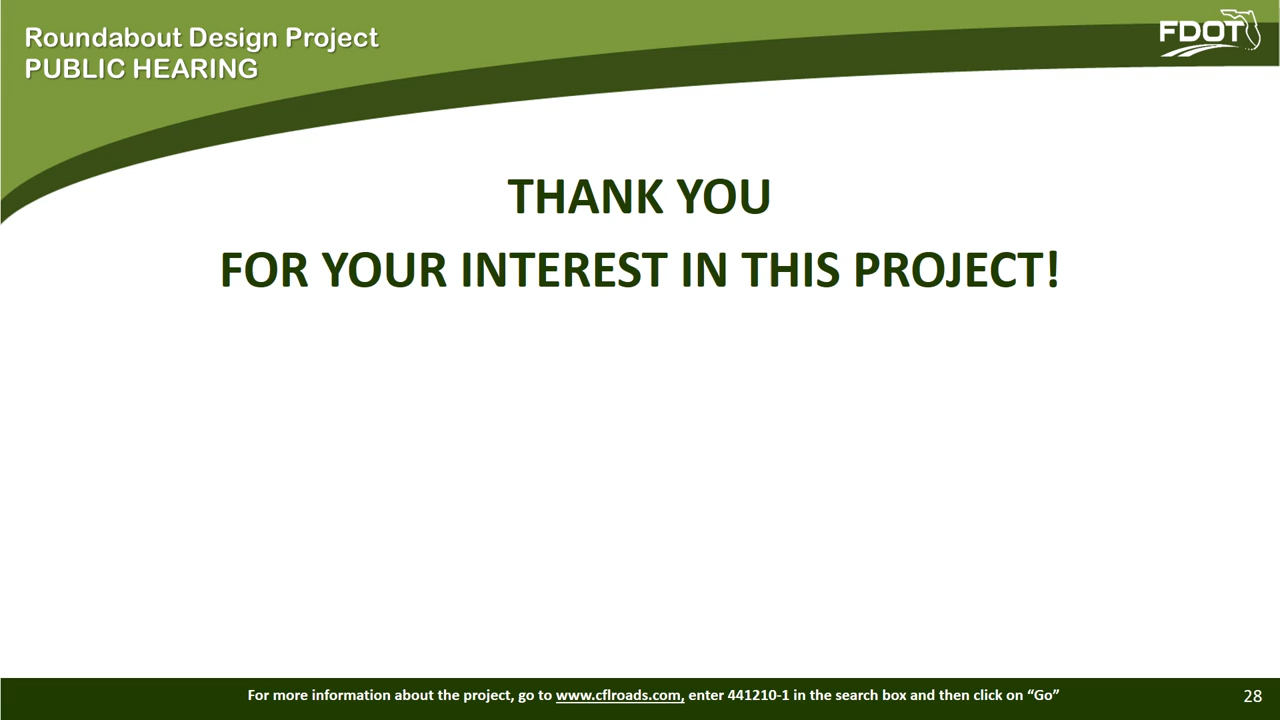 Roundabout Design Project
PUBLIC HEARING
FDOT
THANK YOU
FOR YOUR INTEREST IN THIS PROJECT!
For more information about the project, go to www.cflroads.com, enter 441210-1 in the search box and then click on “Go”
28